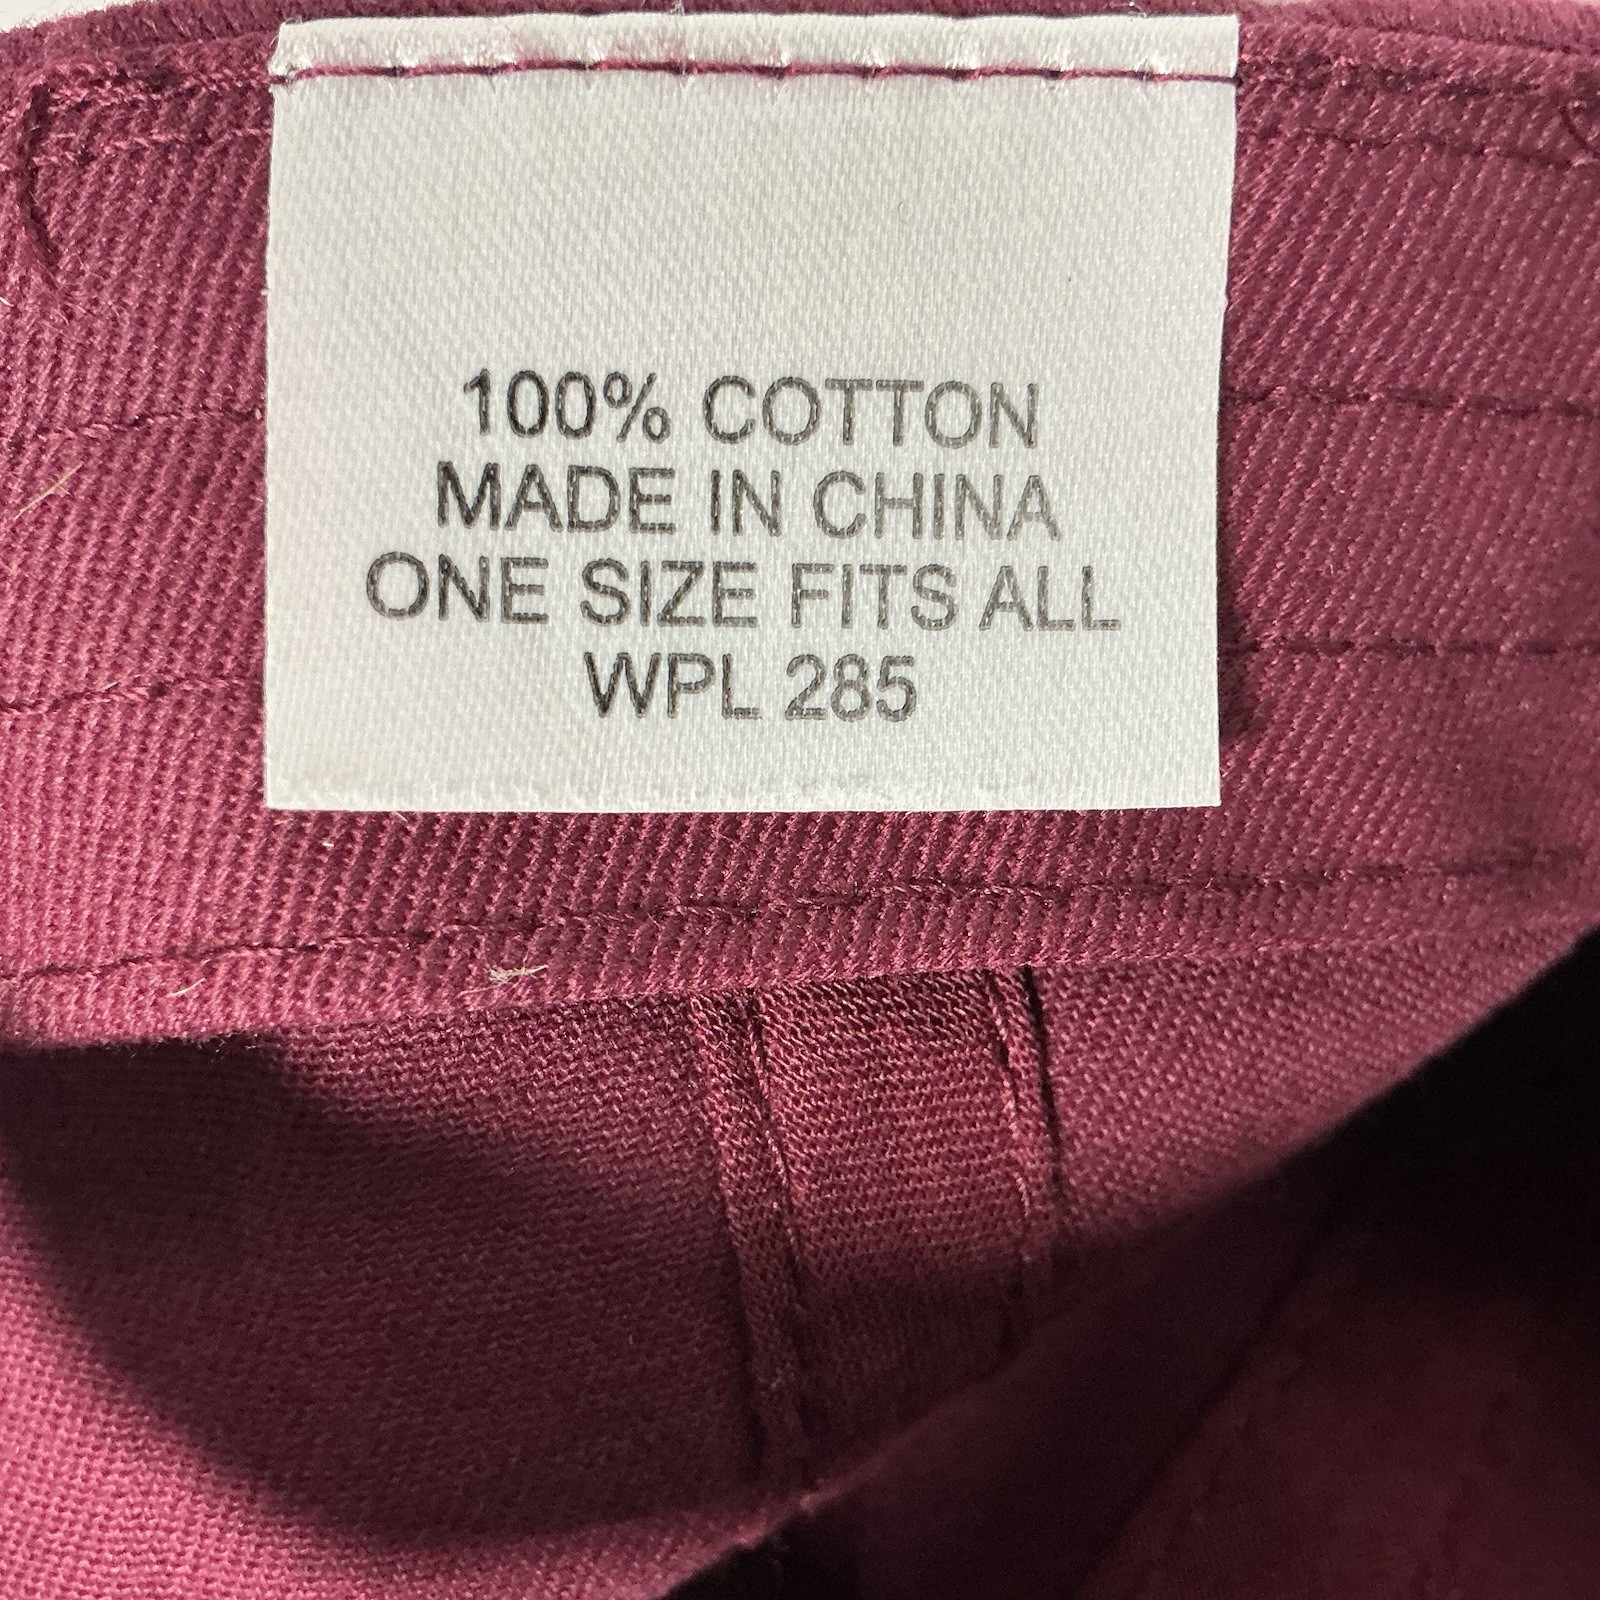 100% COTTON
MADE IN CHINA
ONE SIZE FITS ALL
WPL 285